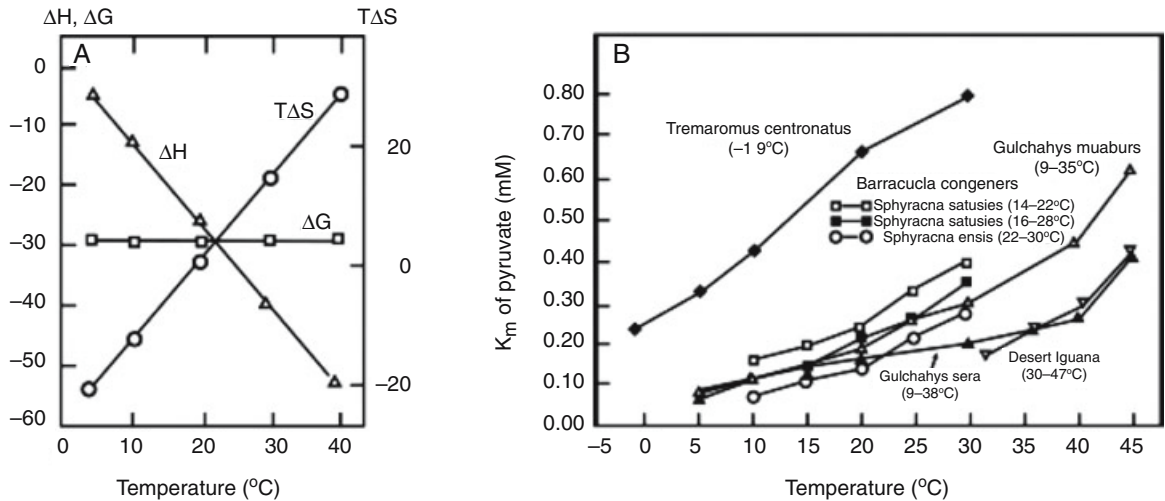 ΔH, ΔG
TΔS
A
0
−10
−20
−30
−40
−50
−60
20
0
−20
ΔH
TΔS
ΔG
0
10
20
30
40
Temperature (°C)
B
Km of pyruvate (mM)
0.80
0.60
0.50
0.40
0.30
0.20
0.10
0.00
Tremaromus centronatus
(−1 9°C)
Gulchahys muaburs
(9–35°C)
Barracucla congeners
Sphyracna satusies (14–22°C)
Sphyracna satusies (16–28°C)
Sphyracna ensis (22–30°C)
Gulchahys sera
(9–38°C)
Desert Iguana
(30–47°C)
−5
0
5
10
15
20
25
30
35
40
45
Temperature (°C)